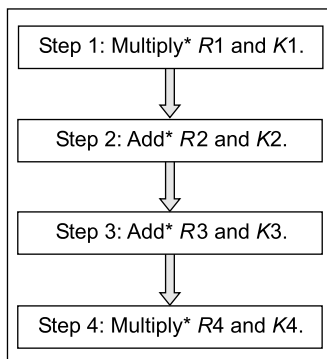 Step 1: Multiply* R1 and K1.
Step 2: Add* R2 and K2.
Step 3: Add* R3 and K3.
Step 4: Multiply* R4 and K4.